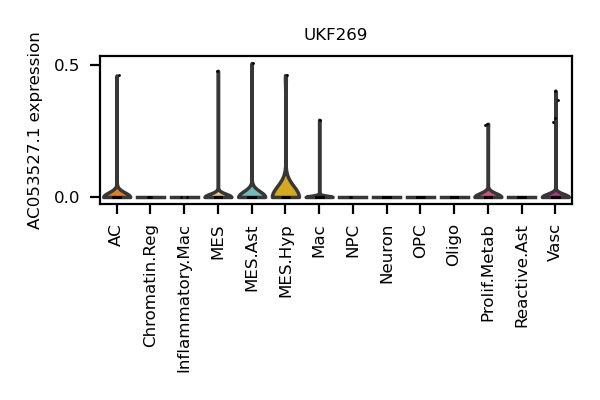 UKF269
AC053527.1 expression
0.5
0.0
AC
Chromatin.Reg
Inflammatory.Mac
MES
MES.Ast
MES.Hyp
Mac
NPC
Neuron
OPC
Oligo
Prolif.Metab
Reactive.Ast
Vasc